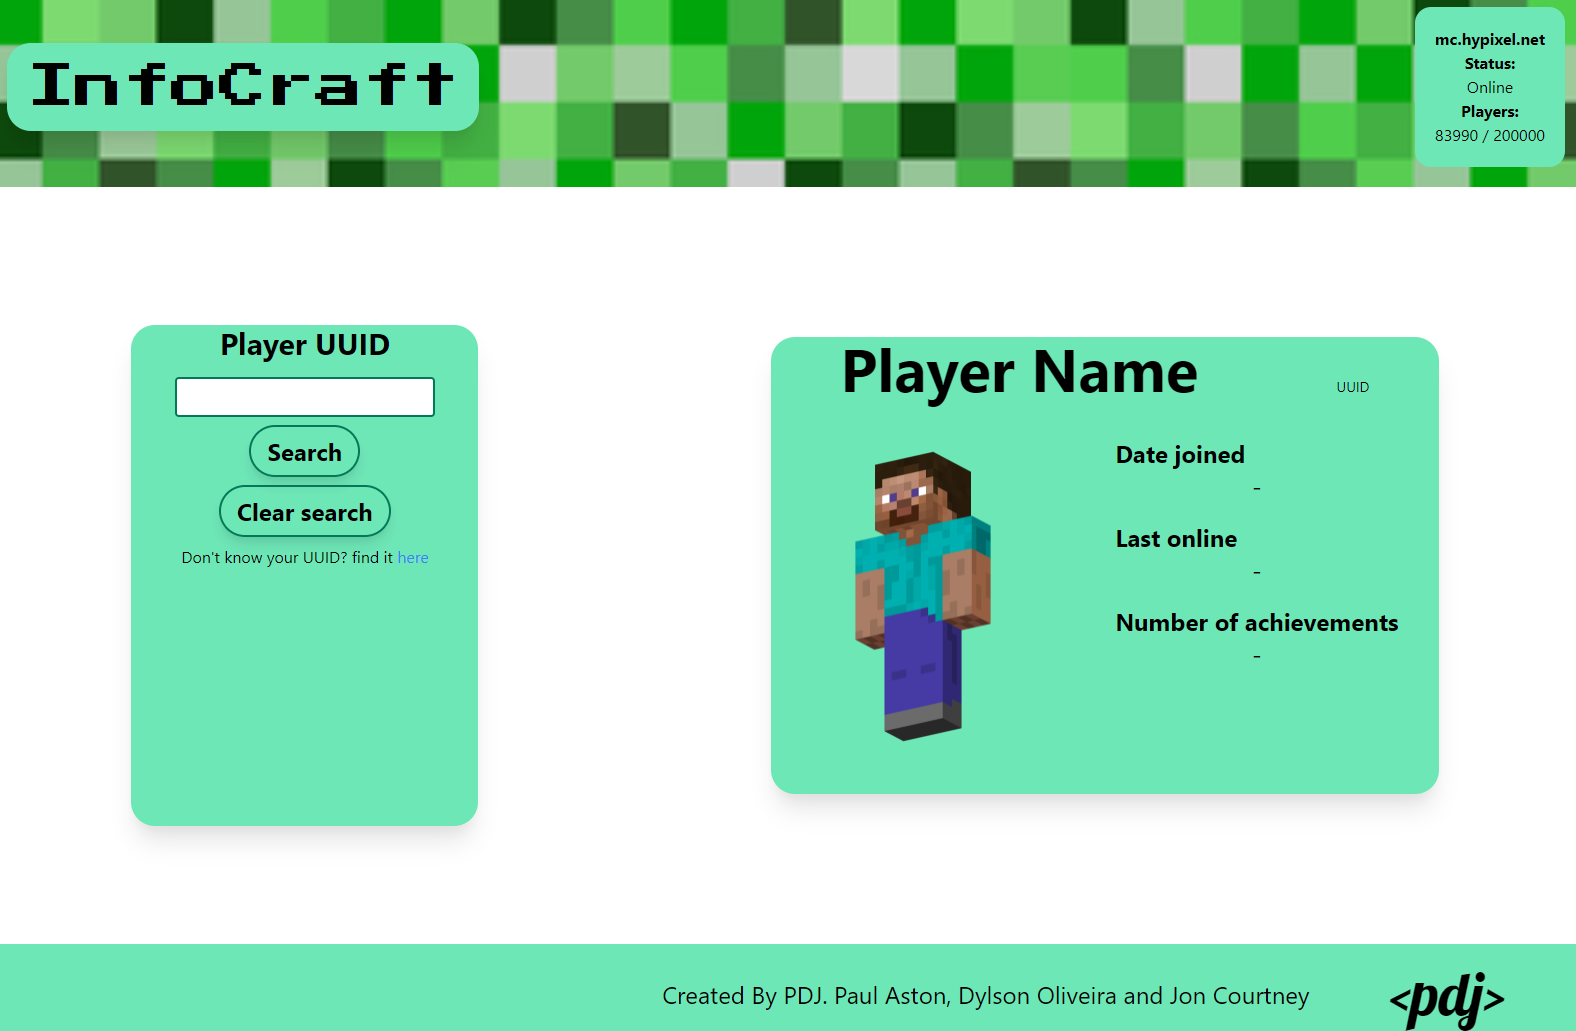 InfoCraft
mc.hypixel.net
Status:
Online
Players:
83990 / 200000
Player UUID
Search
Clear search
Don't know your UUID? find it here
Player Name
UUID
Date joined
-
Last online
-
Number of achievements
-
Created By PDJ. Paul Aston, Dylson Oliveira and Jon Courtney
<pdj>